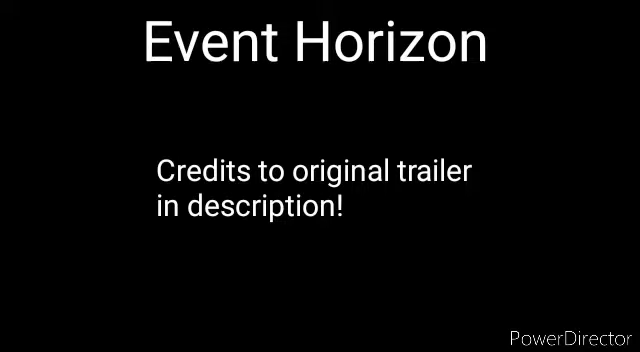 Event Horizon
Credits to original trailer
in description!
PowerDirector